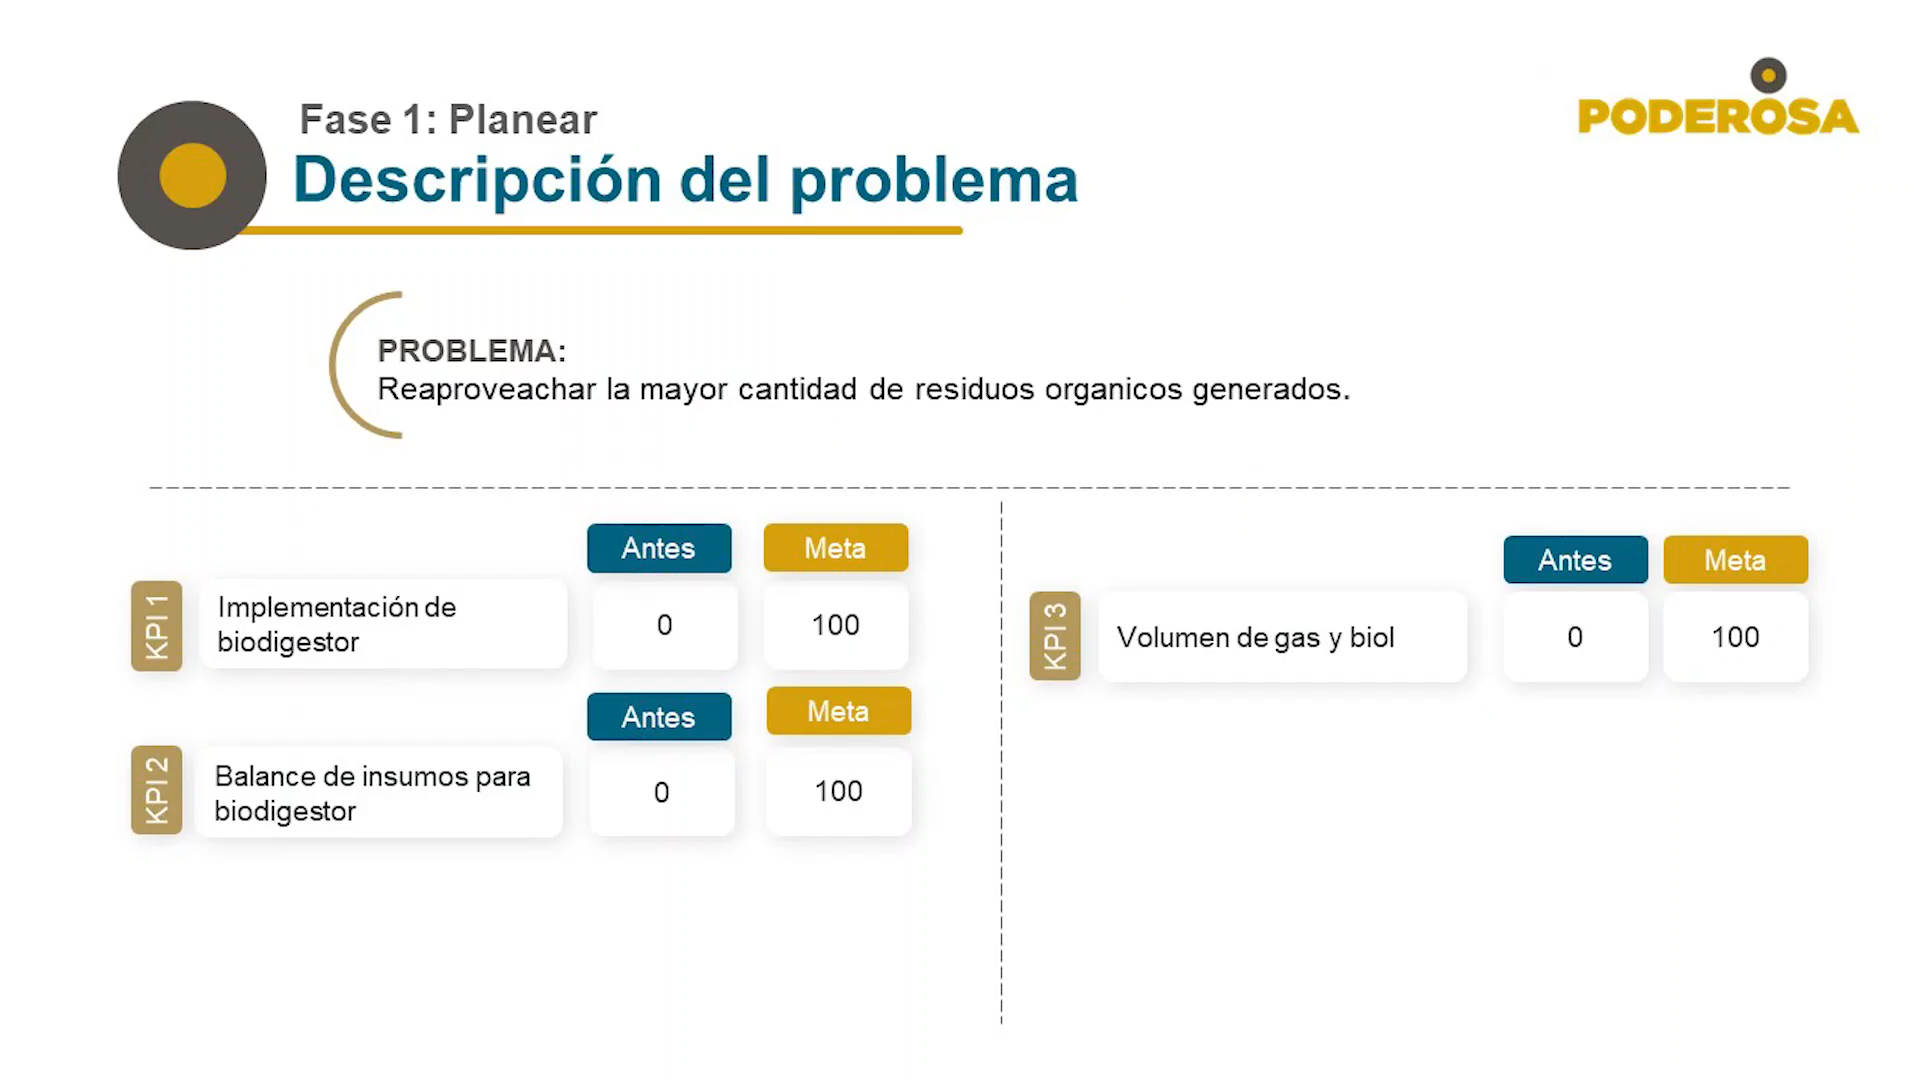 Fase 1: Planear
Descripción del problema
PODEROSA
PROBLEMA:
Reaproveachar la mayor cantidad de residuos organicos generados.
Antes
Meta
KPI 1
Implementación de
biodigestor
0
100
Antes
Meta
KPI 2
Balance de insumos para
biodigestor
0
100
Antes
Meta
KPI 3
Volumen de gas y biol
0
100